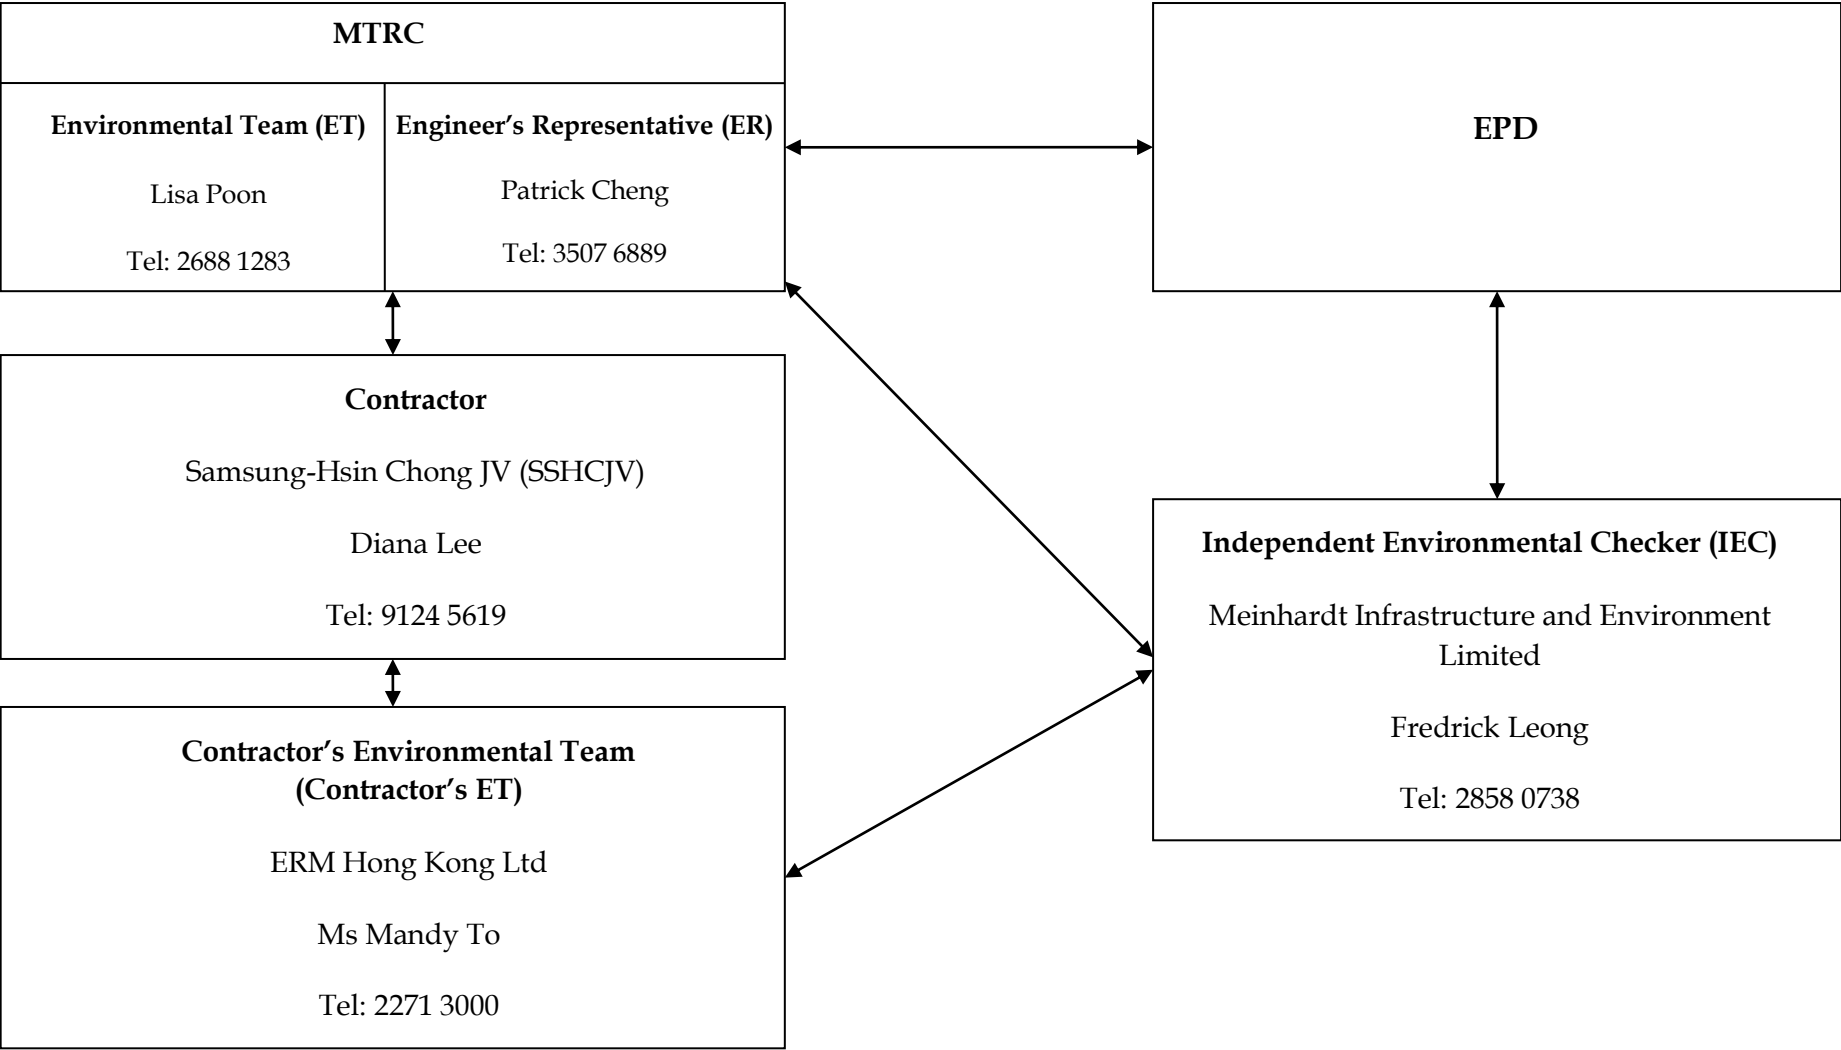 MTRC
Environmental Team (ET)
Lisa Poon
Tel: 2688 1283
Engineer’s Representative (ER)
Patrick Cheng
Tel: 3507 6889
EPD
Contractor
Samsung-Hsin Chong JV (SSHCJV)
Diana Lee
Tel: 9124 5619
Independent Environmental Checker (IEC)
Meinhardt Infrastructure and Environment
Limited
Fredrick Leong
Tel: 2858 0738
Contractor’s Environmental Team
(Contractor’s ET)
ERM Hong Kong Ltd
Ms Mandy To
Tel: 2271 3000